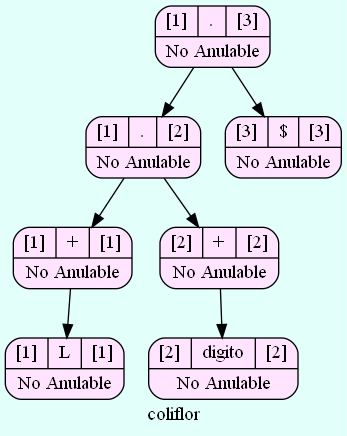 [1] . [3]
No Anulable
[1] . [2]
No Anulable
[3] $ [3]
No Anulable
[1] + [1]
No Anulable
[2] + [2]
No Anulable
[1] L [1]
No Anulable
[2] digito [2]
No Anulable
coliflor